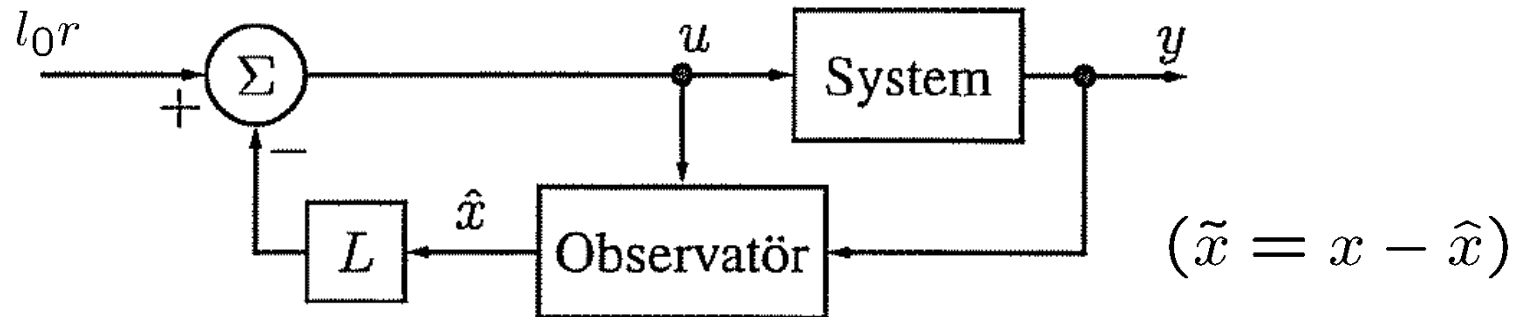 l₀r
u
y
Σ
System
+
−
x̂
L
Observatör
(x̃ = x − x̂)